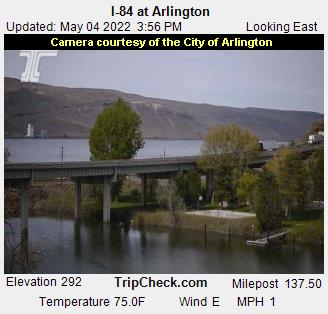 I-84 at Arlington
Updated: May 04 2022 3:56 PM Looking East
Camera courtesy of the City of Arlington
Elevation 292 TripCheck.com Milepost 137.50
Temperature 75.0F Wind E MPH 1